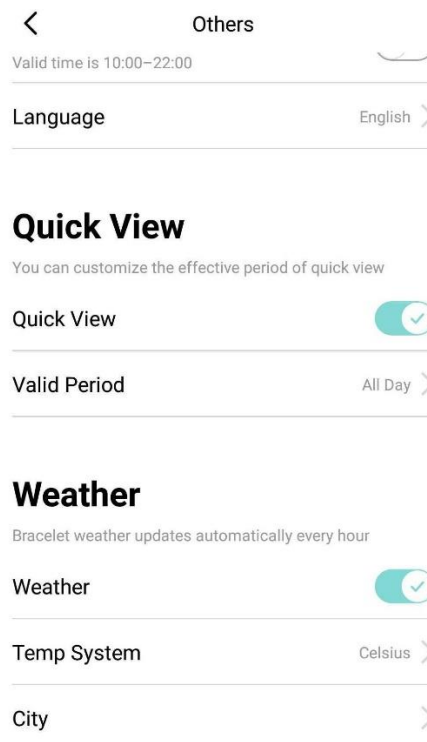 Others
Valid time is 10:00–22:00
Language English
Quick View
You can customize the effective period of quick view
Quick View
Valid Period All Day
Weather
Bracelet weather updates automatically every hour
Weather
Temp System Celsius
City